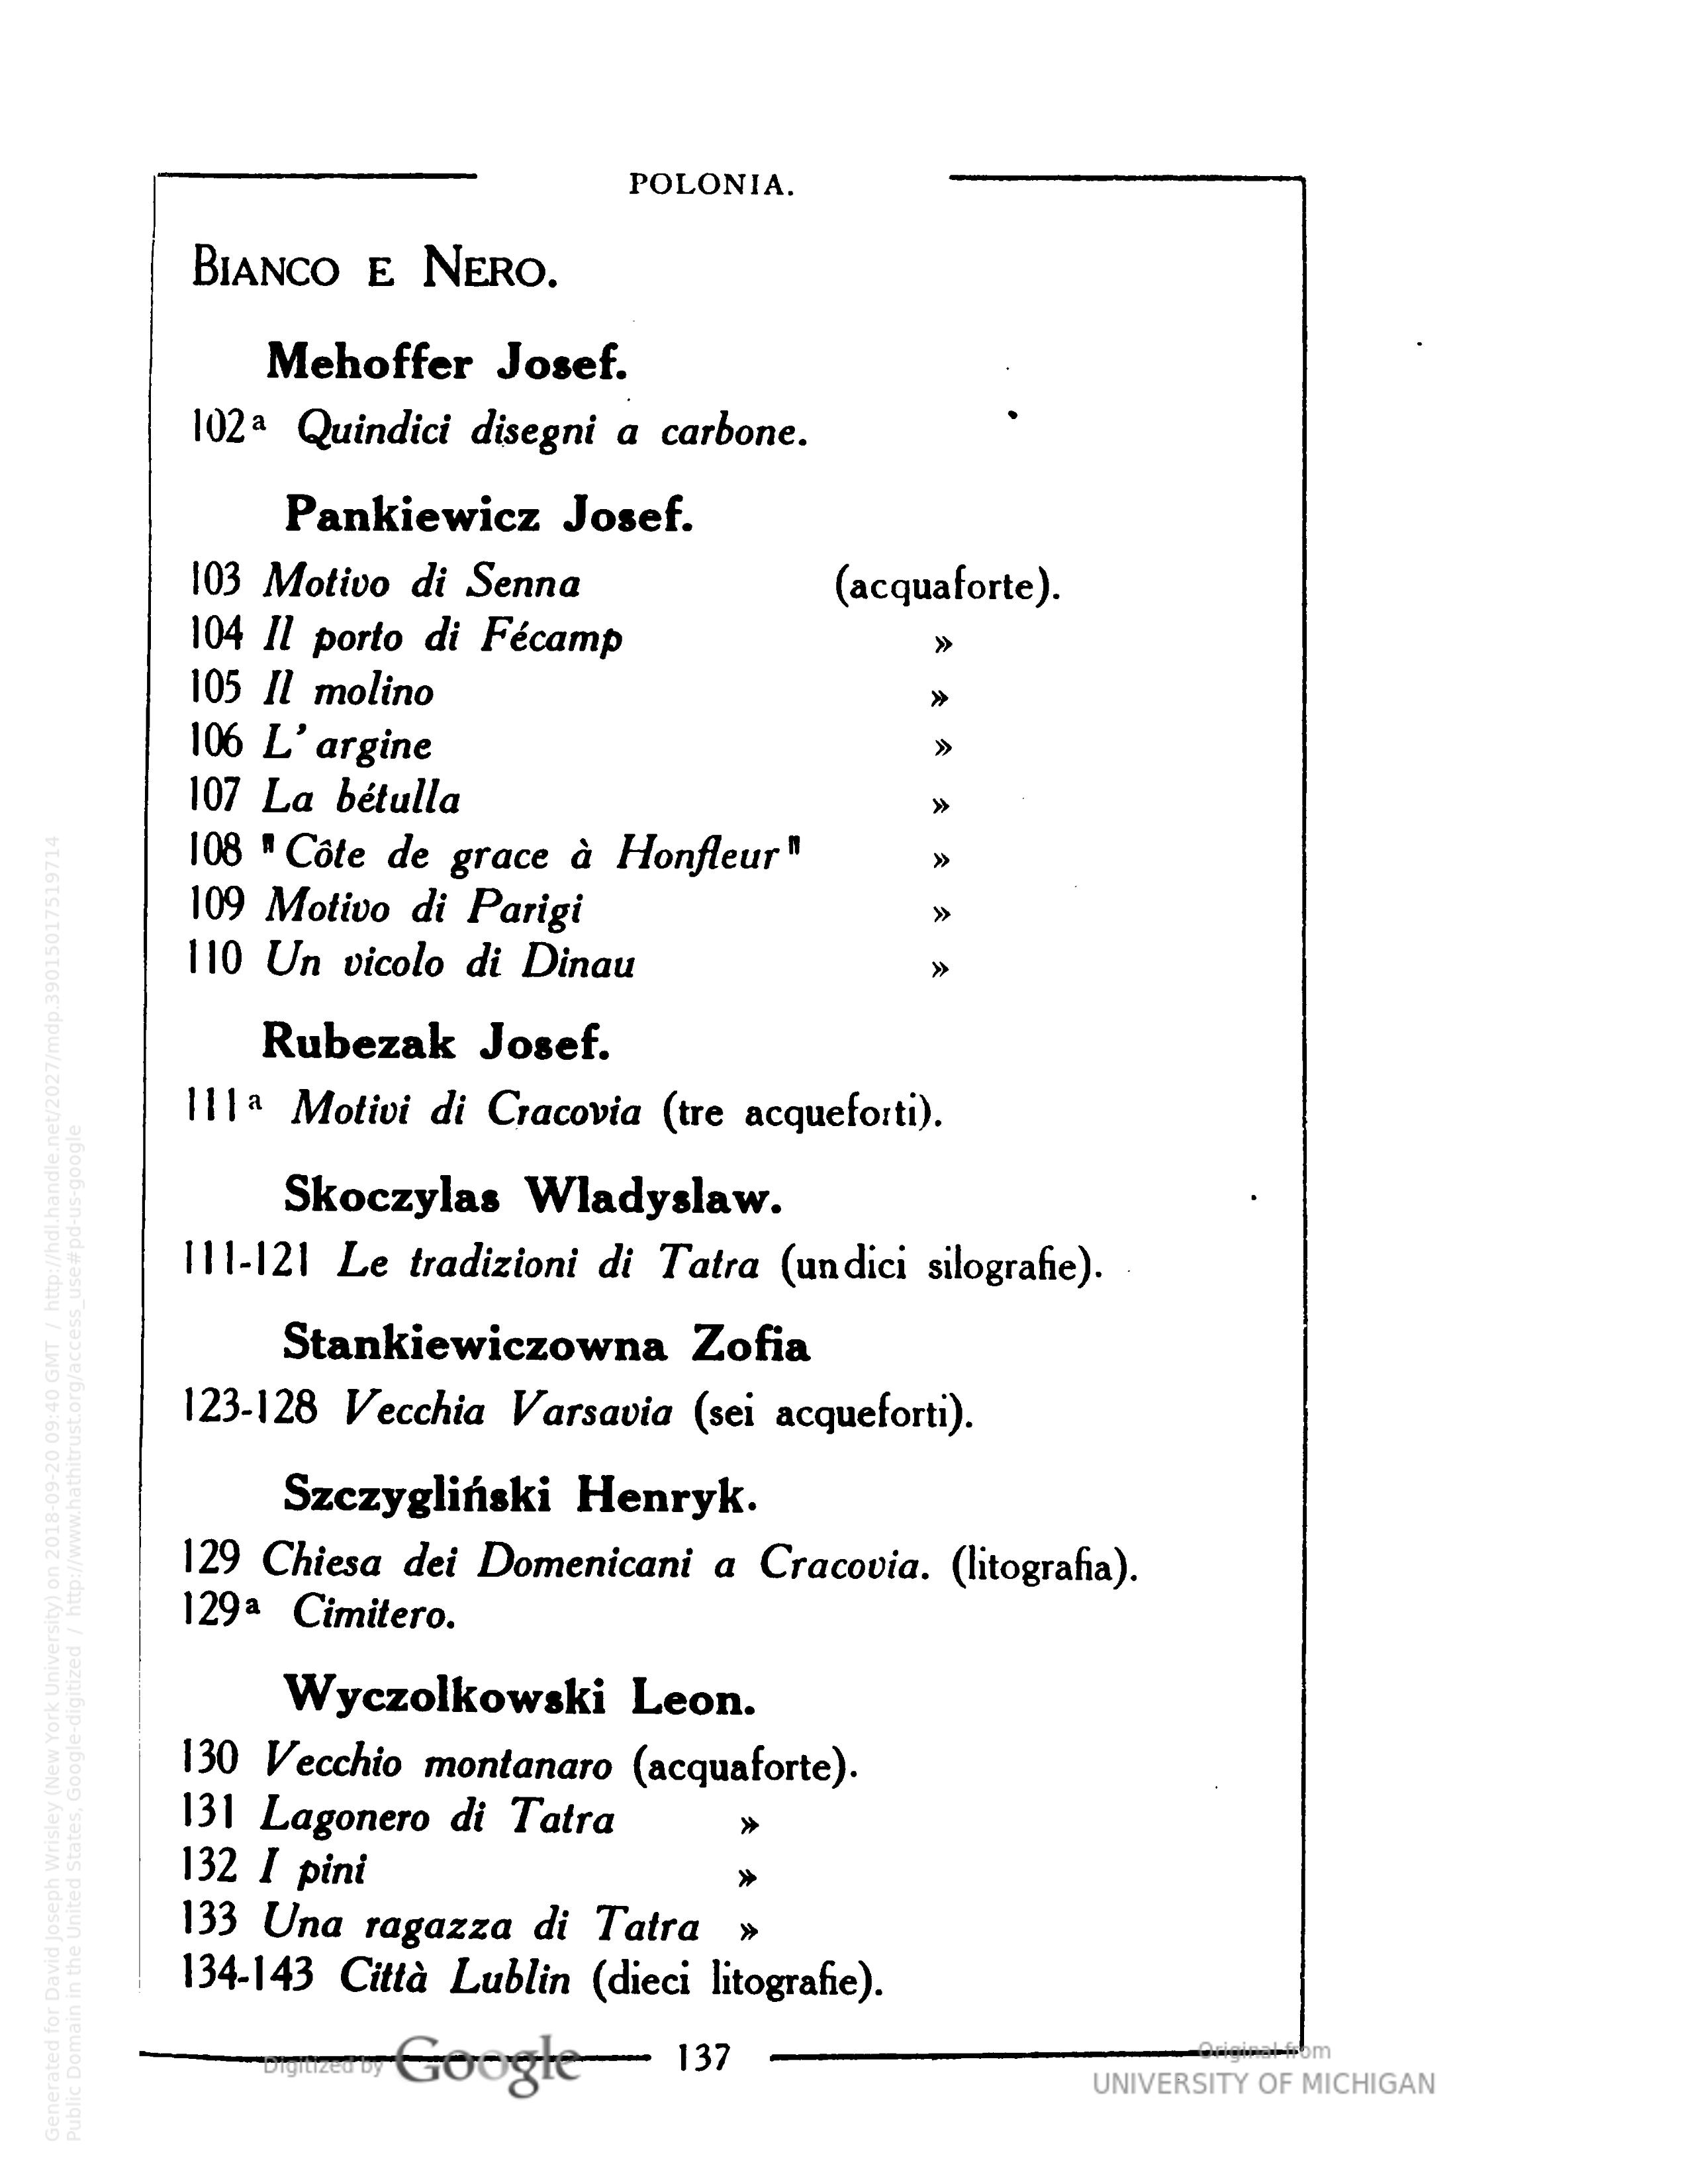 POLONIA.
BIANCO E NERO.
Mehoffer Josef.
102ª Quindici disegni a carbone.
Pankiewicz Josef.
103 Motivo di Senna (acquaforte).
104 Il porto di Fécamp »
105 Il molino »
106 L' argine »
107 La bétulla »
108 "Côte de grace à Honfleur" »
109 Motivo di Parigi »
110 Un vicolo di Dinau »
Rubezak Josef.
111ª Motivi di Cracovia (tre acqueforti).
Skoczylas Wladyslaw.
111-121 Le tradizioni di Tatra (undici silografie).
Stankiewiczowna Zofia
123-128 Vecchia Varsavia (sei acqueforti).
Szczygliński Henryk.
129 Chiesa dei Domenicani a Cracovia. (litografia).
129ª Cimitero.
Wyczolkowski Leon.
130 Vecchio montanaro (acquaforte).
131 Lagonero di Tatra »
132 I pini »
133 Una ragazza di Tatra »
134-143 Città Lublin (dieci litografie).
137
Digitized by Google
Original from
UNIVERSITY OF MICHIGAN
Generated for David Joseph Wrisley (New York University) on 2018-09-20 09:40 GMT / http://hdl.handle.net/2027/mdp.39015017519714
Public Domain in the United States, Google-digitized / http://www.hathitrust.org/access_use#pd-us-google